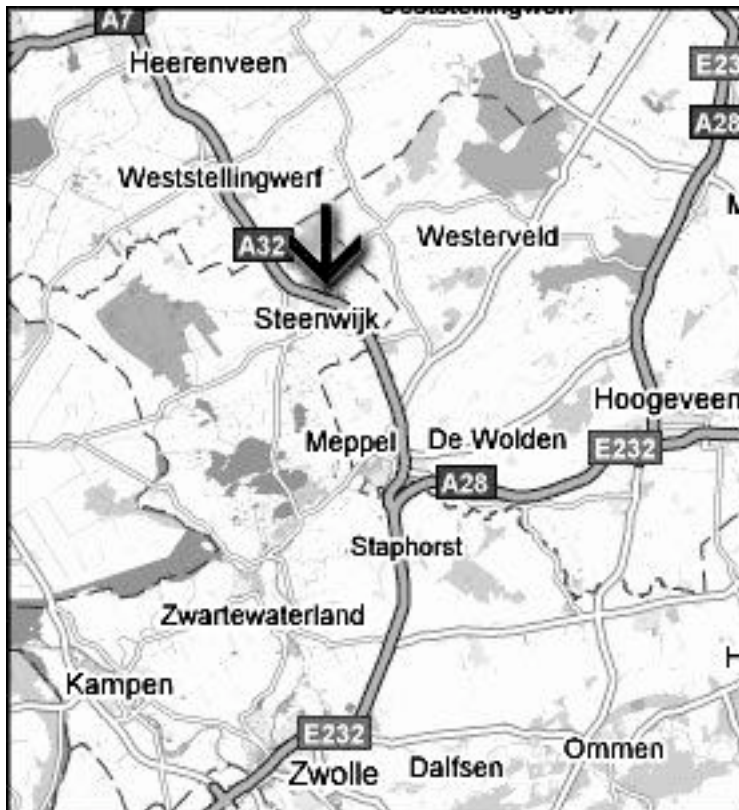 A7
Heerenveen
E23
A28
Weststellingwerf
A32
Westerveld
Steenwijk
Hoogeveen
Meppel
De Wolden
E232
A28
Staphorst
Zwartewaterland
H
Kampen
E232
Ommen
Zwolle
Dalfsen